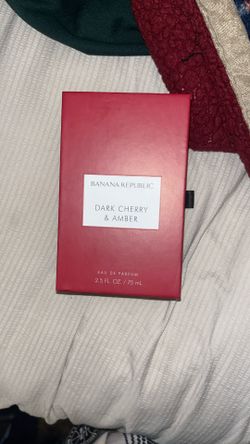 BANANA REPUBLIC
DARK CHERRY
& AMBER
EAU DE PARFUM
2.5 FL. OZ. / 75 mL